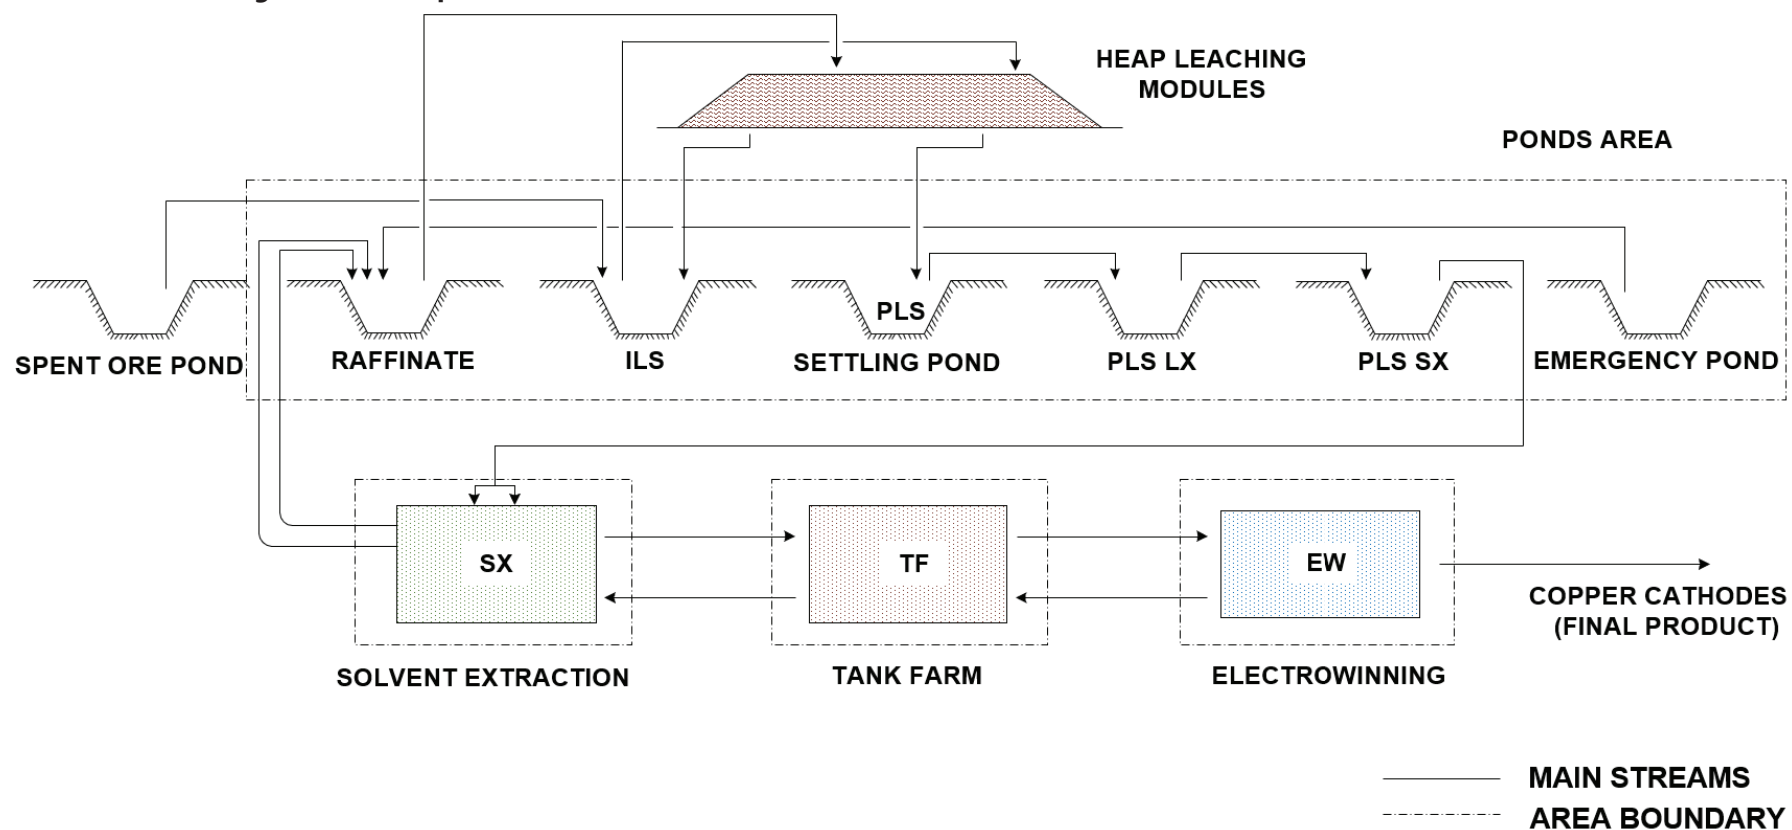 HEAP LEACHING
MODULES
PONDS AREA
PLS
SPENT ORE POND
RAFFINATE
ILS
SETTLING POND
PLS LX
PLS SX
EMERGENCY POND
SX
TF
EW
COPPER CATHODES
(FINAL PRODUCT)
SOLVENT EXTRACTION
TANK FARM
ELECTROWINNING
MAIN STREAMS
AREA BOUNDARY